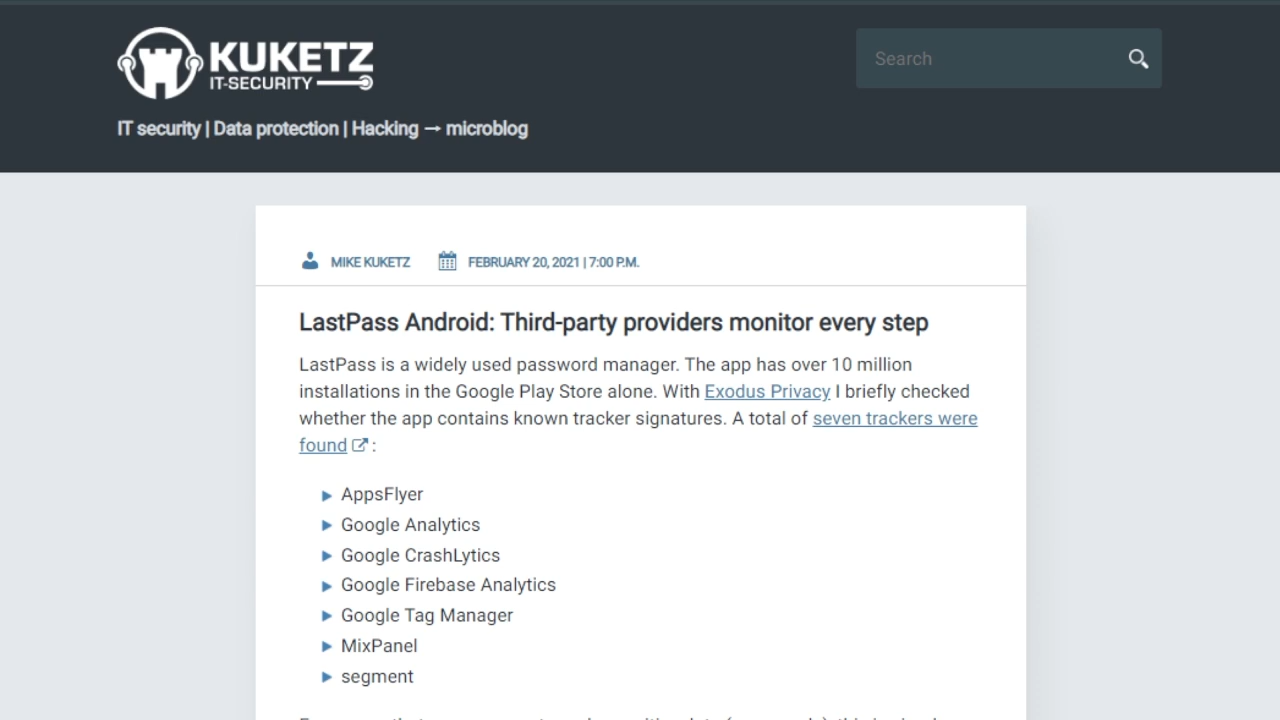 KUKETZ
IT-SECURITY
Search
IT security | Data protection | Hacking → microblog
MIKE KUKETZ
FEBRUARY 20, 2021 | 7:00 P.M.
LastPass Android: Third-party providers monitor every step
LastPass is a widely used password manager. The app has over 10 million
installations in the Google Play Store alone. With Exodus Privacy I briefly checked
whether the app contains known tracker signatures. A total of seven trackers were
found :
AppsFlyer
Google Analytics
Google CrashLytics
Google Firebase Analytics
Google Tag Manager
MixPanel
segment